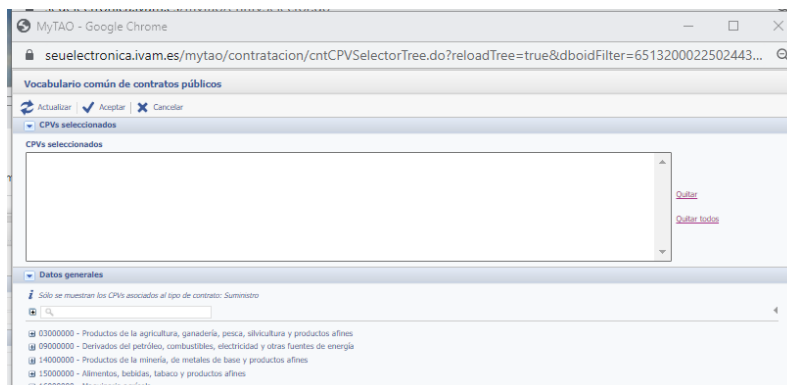 MyTAO - Google Chrome
seuelectronica.ivam.es/mytao/contratacion/cntCPVSelectorTree.do?reloadTree=true&dboidFilter=6513200022502443...
Vocabulario común de contratos públicos
Actualizar Aceptar Cancelar
CPVs seleccionados
CPVs seleccionados
Quitar
Quitar todos
Datos generales
Sólo se muestran los CPVs asociados al tipo de contrato: Suministro
03000000 - Productos de la agricultura, ganadería, pesca, silvicultura y productos afines
09000000 - Derivados del petróleo, combustibles, electricidad y otras fuentes de energía
14000000 - Productos de la minería, de metales de base y productos afines
15000000 - Alimentos, bebidas, tabaco y productos afines